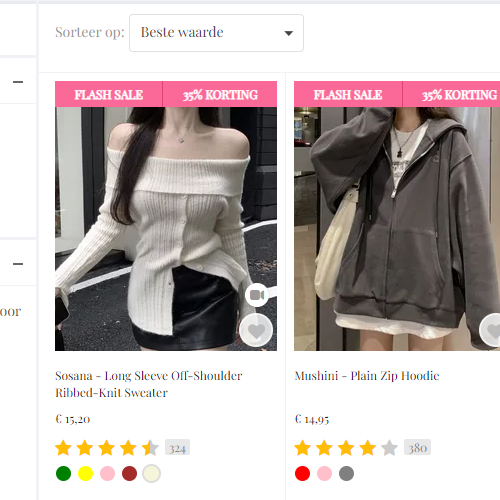 Sorteer op: Beste waarde
FLASH SALE 35% KORTING
FLASH SALE 35% KORTING
oor
Sosana - Long Sleeve Off-Shoulder
Ribbed-Knit Sweater
€ 15,20
324
Mushini - Plain Zip Hoodie
€ 14,95
380